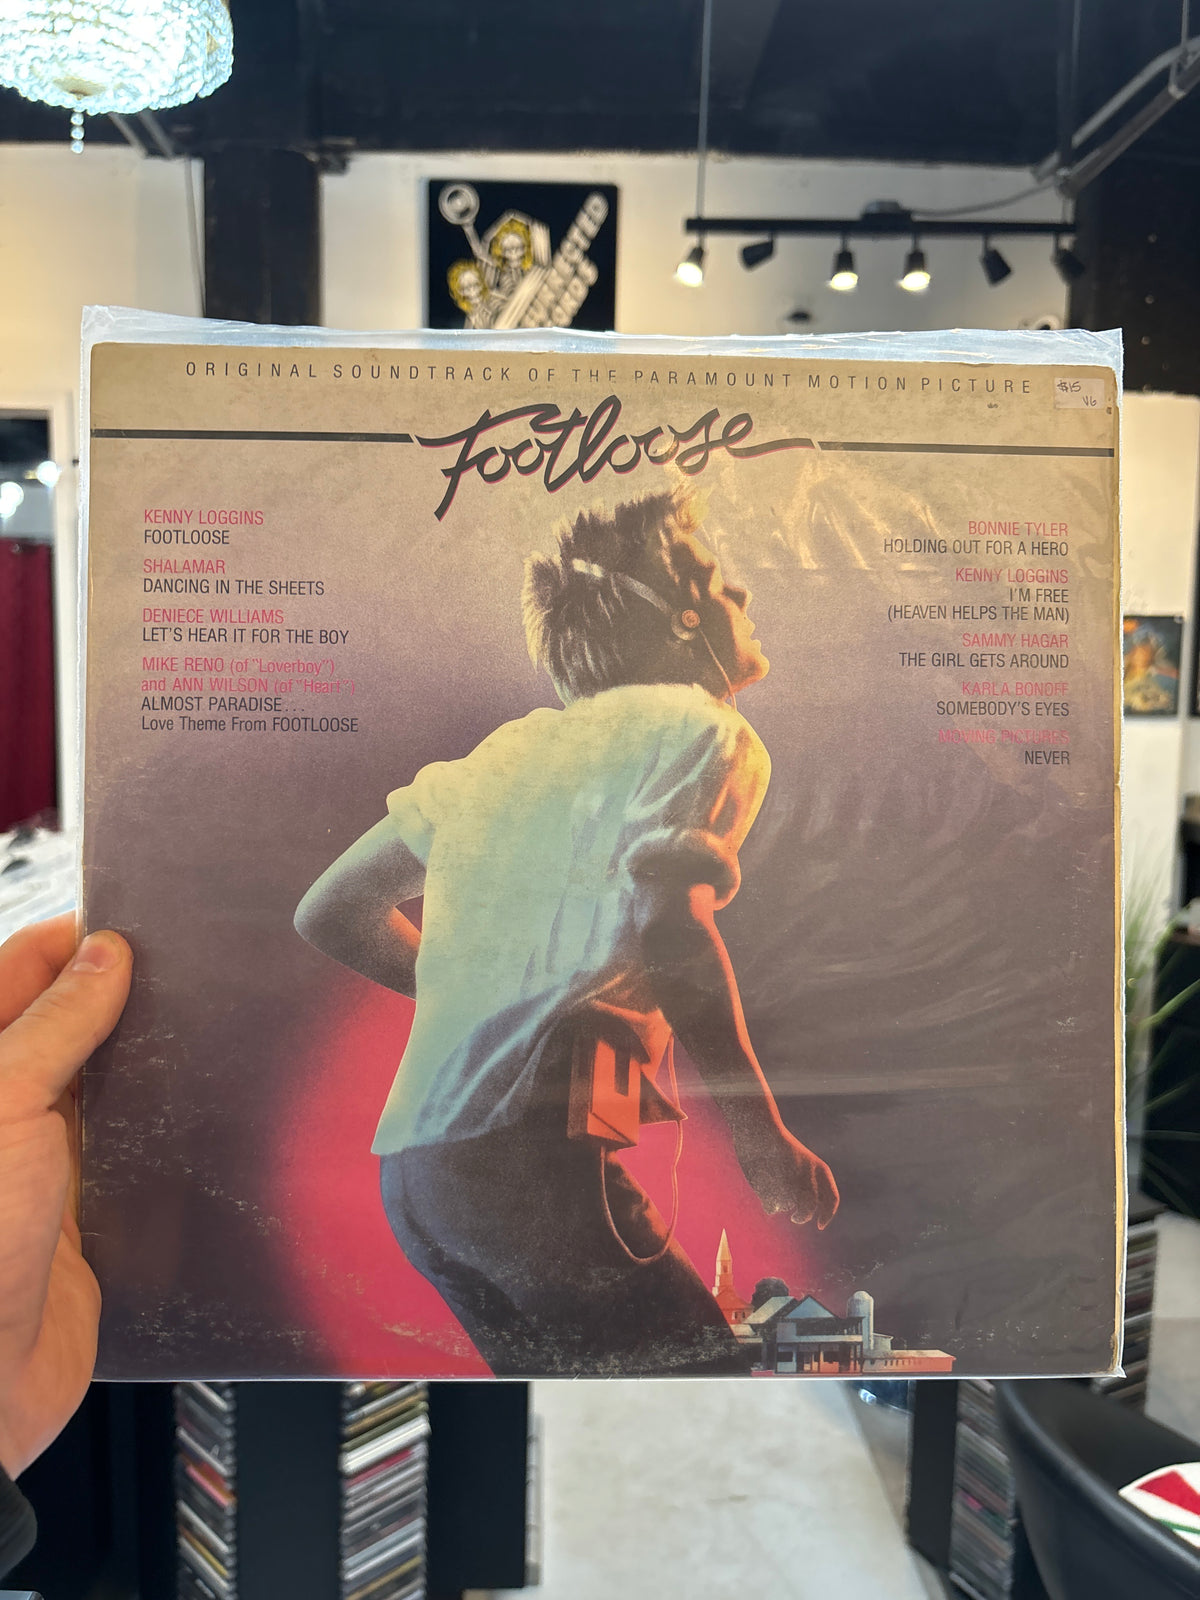 ORIGINAL SOUNDTRACK OF THE PARAMOUNT MOTION PICTURE
$15
V6
Footloose
KENNY LOGGINS
FOOTLOOSE
SHALAMAR
DANCING IN THE SHEETS
DENIECE WILLIAMS
LET'S HEAR IT FOR THE BOY
MIKE RENO (of "Loverboy")
and ANN WILSON (of "Heart")
ALMOST PARADISE...
Love Theme From FOOTLOOSE
BONNIE TYLER
HOLDING OUT FOR A HERO
KENNY LOGGINS
I'M FREE
(HEAVEN HELPS THE MAN)
SAMMY HAGAR
THE GIRL GETS AROUND
KARLA BONOFF
SOMEBODY'S EYES
MOVING PICTURES
NEVER